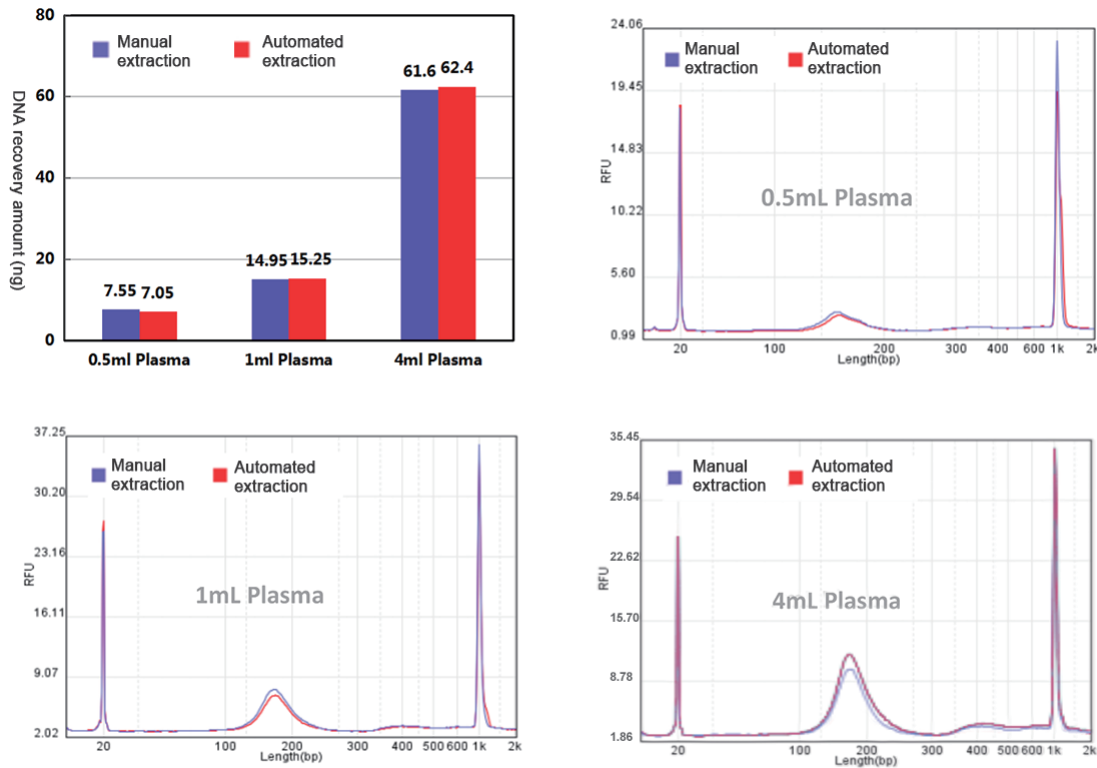 80
60
40
20
0
DNA recovery amount (ng)
Manual
extraction
Automated
extraction
7.55
7.05
14.95
15.25
61.6
62.4
0.5ml Plasma
1ml Plasma
4ml Plasma
24.06
19.45
14.83
10.22
5.60
0.99
RFU
Manual
extraction
Automated
extraction
0.5mL Plasma
20
100
200
300
400
600
1k
2k
Length(bp)
37.25
30.20
23.16
16.11
9.07
2.02
RFU
Manual
extraction
Automated
extraction
1mL Plasma
20
100
200
300
400
500
600
1k
2k
Length(bp)
35.45
29.54
22.62
15.70
8.78
1.86
RFU
Manual
extraction
Automated
extraction
4mL Plasma
20
100
200
300
400
500
600
1k
2k
Length(bp)